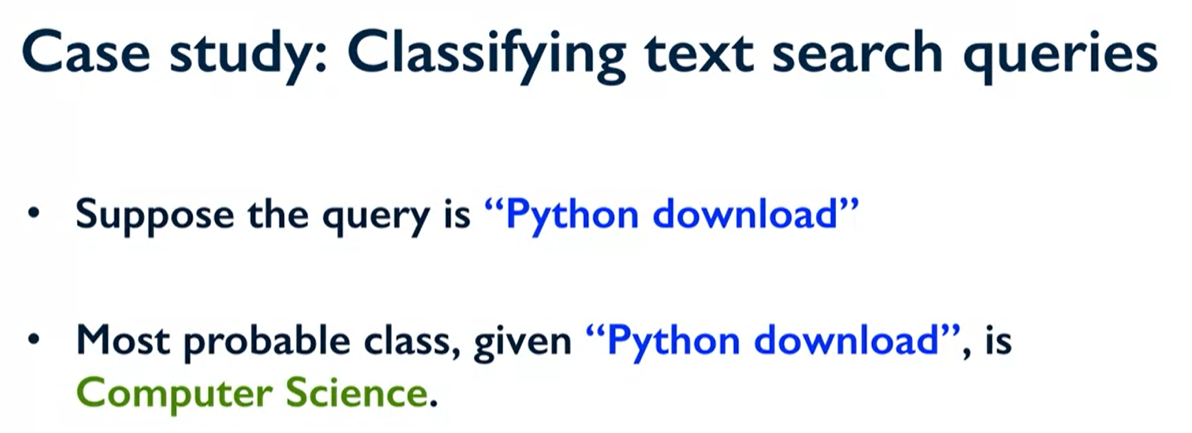 Case study: Classifying text search queries
• Suppose the query is “Python download”
• Most probable class, given “Python download”, is
Computer Science.